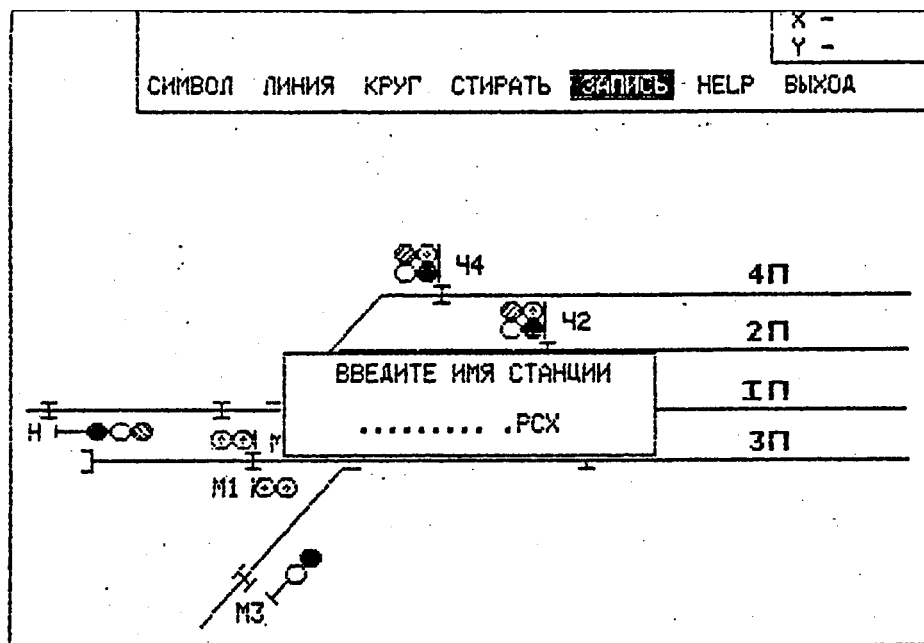 X -
Y -
СИМВОЛ ЛИНИЯ КРУГ СТИРАТЬ ЗАПИСЬ HELP ВЫХОД
Ч4
4П
Ч2
2П
ВВЕДИТЕ ИМЯ СТАНЦИИ
IП
......... .PCX
Н
М
3П
М1
М3